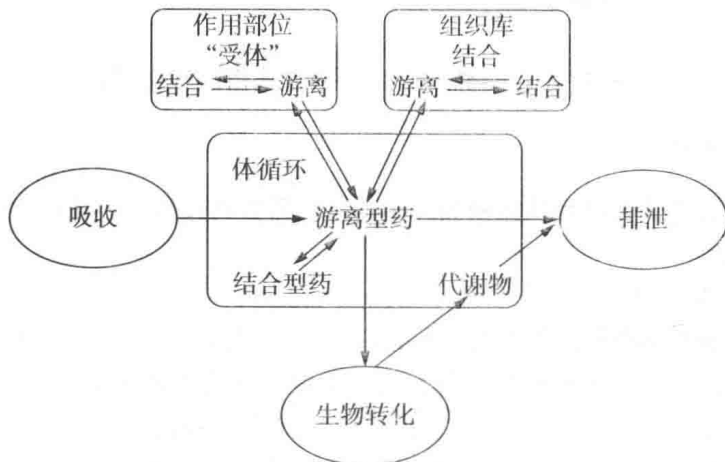 作用部位
“受体”
结合 游离
组织库
结合
游离 结合
体循环
吸收
游离型药
排泄
结合型药
代谢物
生物转化